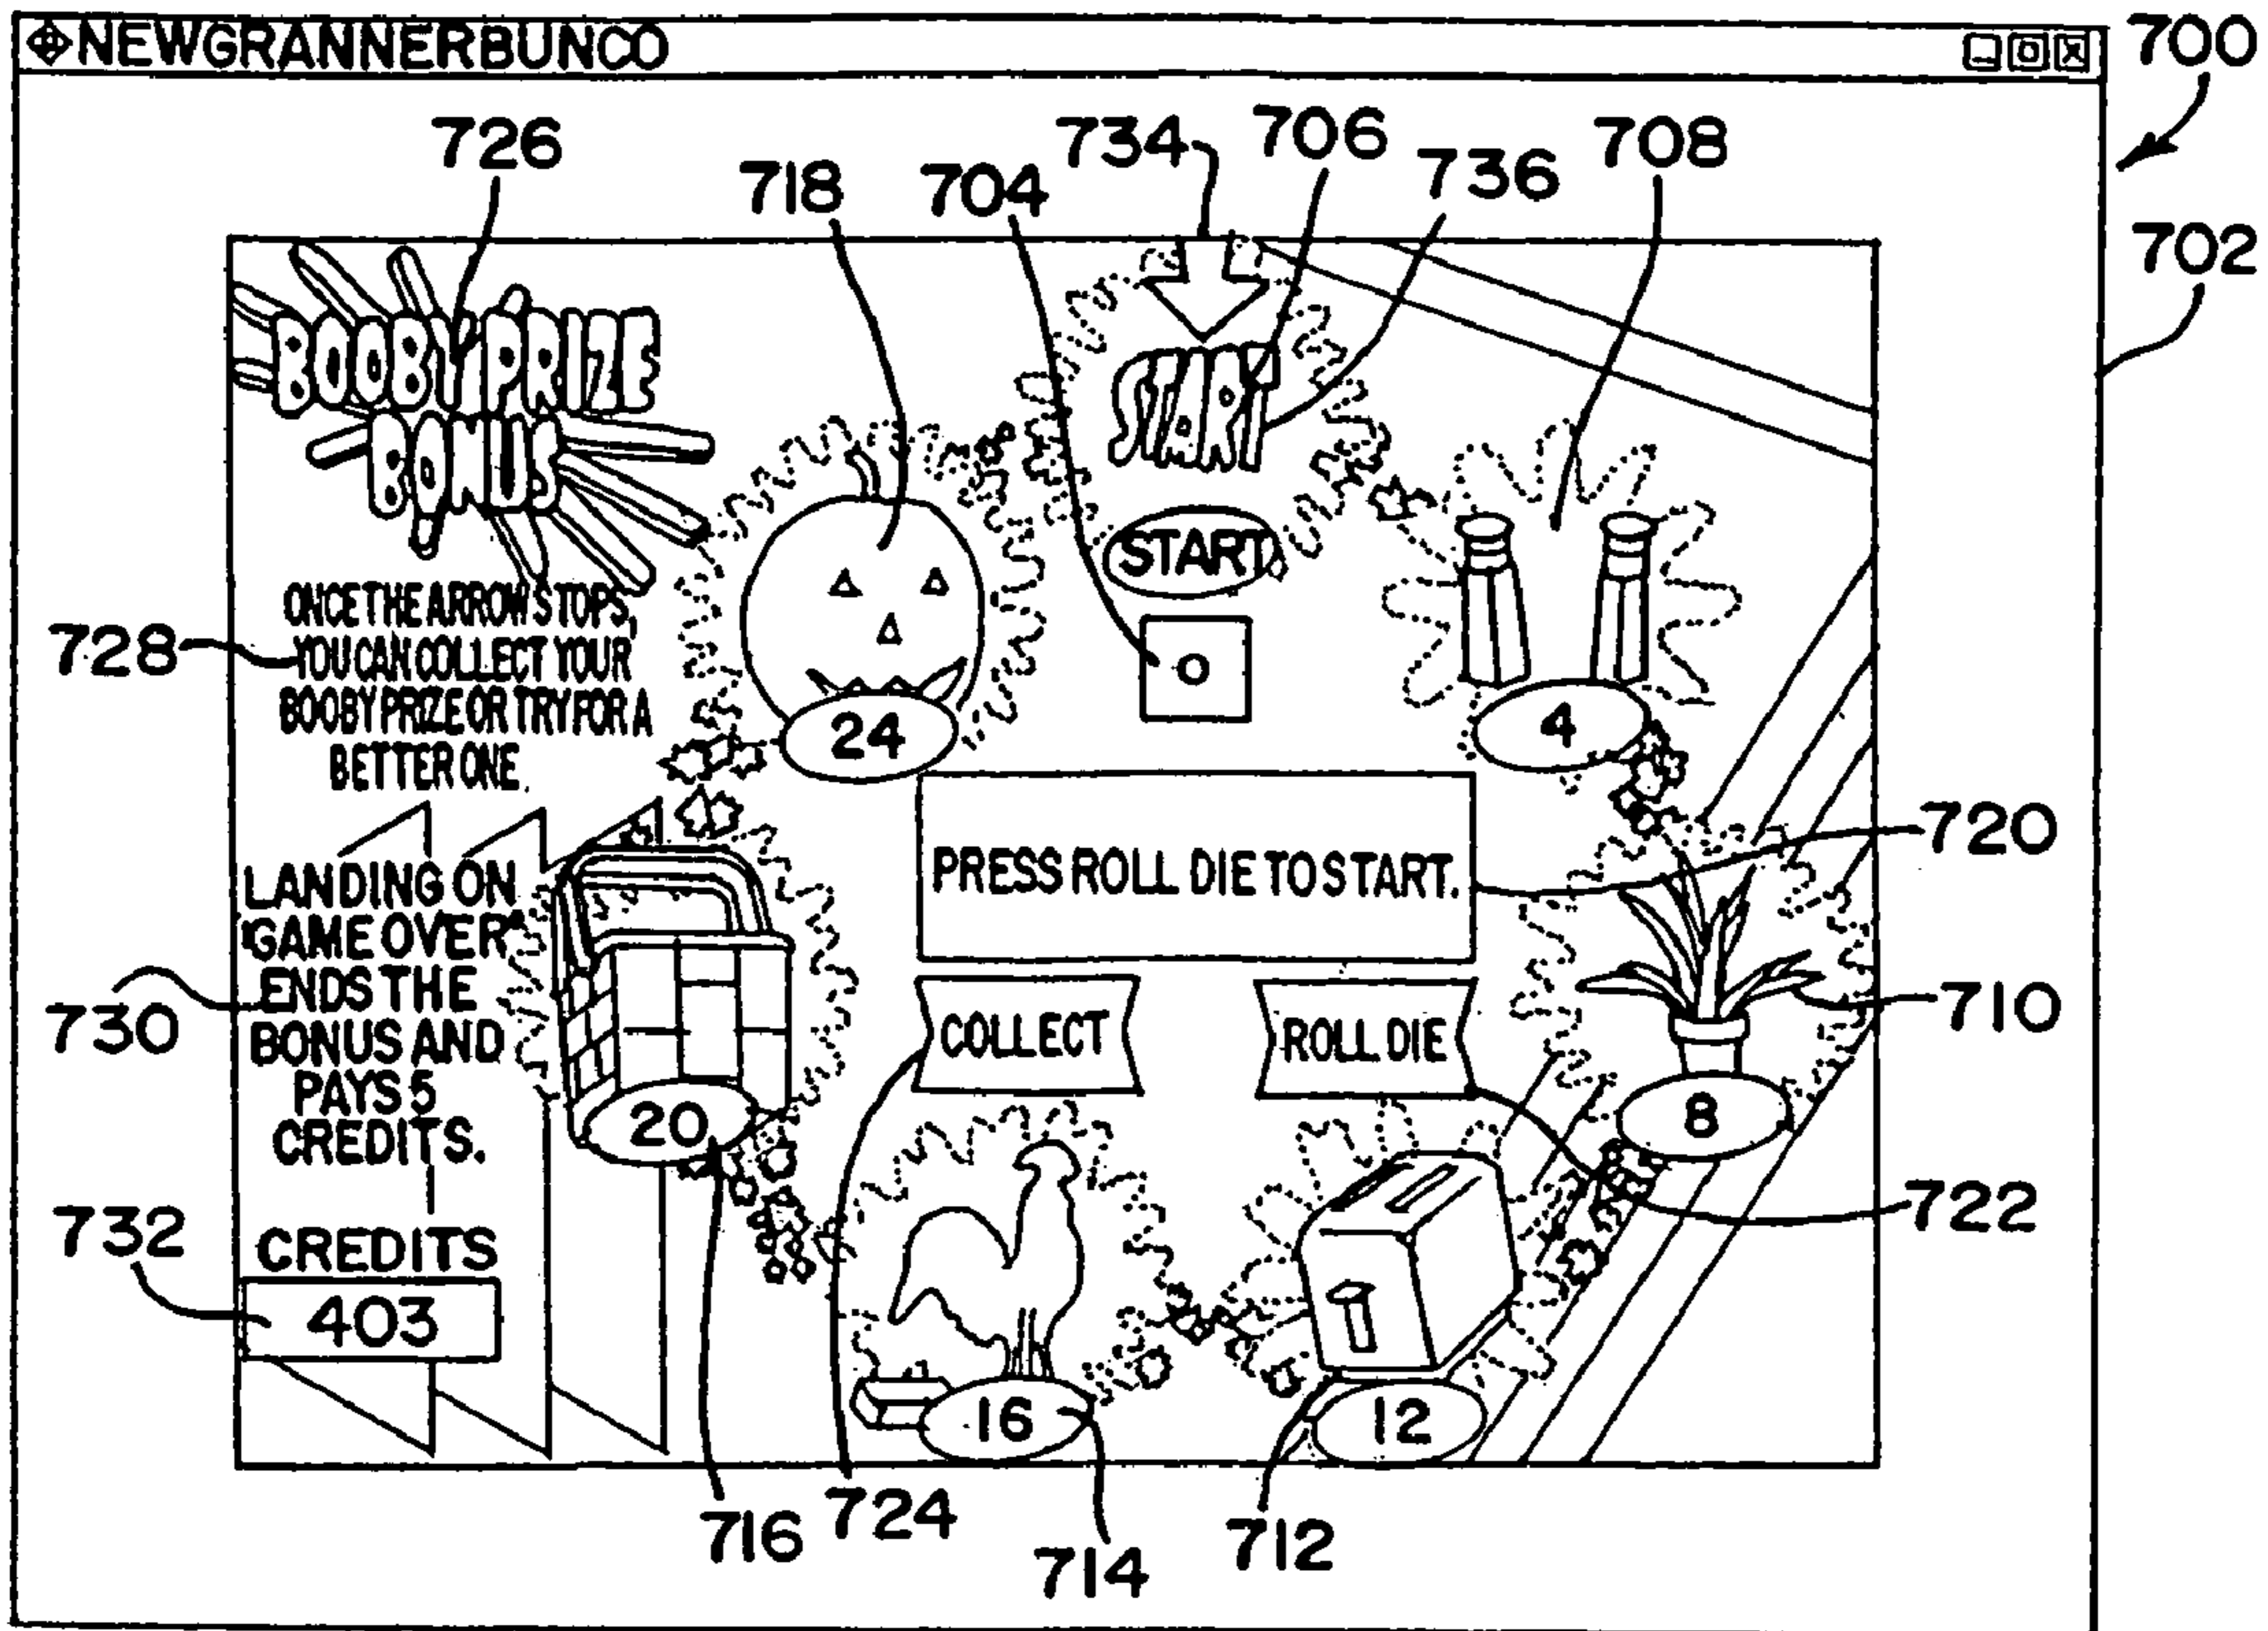 NEWGRANNERBUNCO
700
726
734
706
708
718
704
736
702
BOOBY PRIZE
BONUS
START
START
ONCE THE ARROW STOPS,
YOU CAN COLLECT YOUR
BOOBY PRIZE OR TRY FOR A
BETTER ONE.
728
O
24
4
PRESS ROLL DIE TO START.
720
LANDING ON
"GAME OVER"
ENDS THE
BONUS AND
PAYS 5
CREDITS.
730
710
COLLECT
ROLL DIE
20
8
722
732
CREDITS
403
16
12
716
724
714
712